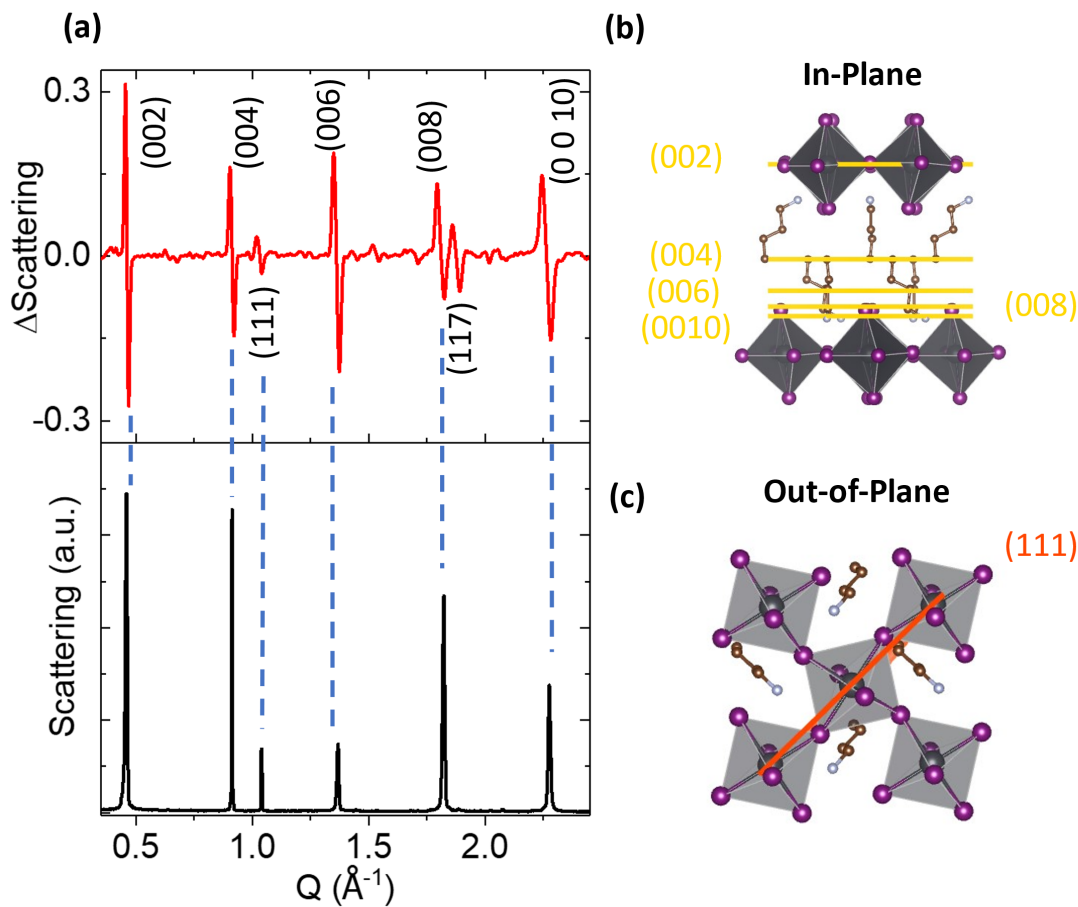 (a)
0.3
0.0
-0.3
ΔScattering
(002)
(004)
(111)
(006)
(008)
(117)
(0 0 10)
Scattering (a.u.)
0.5
1.0
1.5
2.0
Q (Å⁻¹)
(b)
In-Plane
(002)
(004)
(006)
(008)
(0010)
(c)
Out-of-Plane
(111)